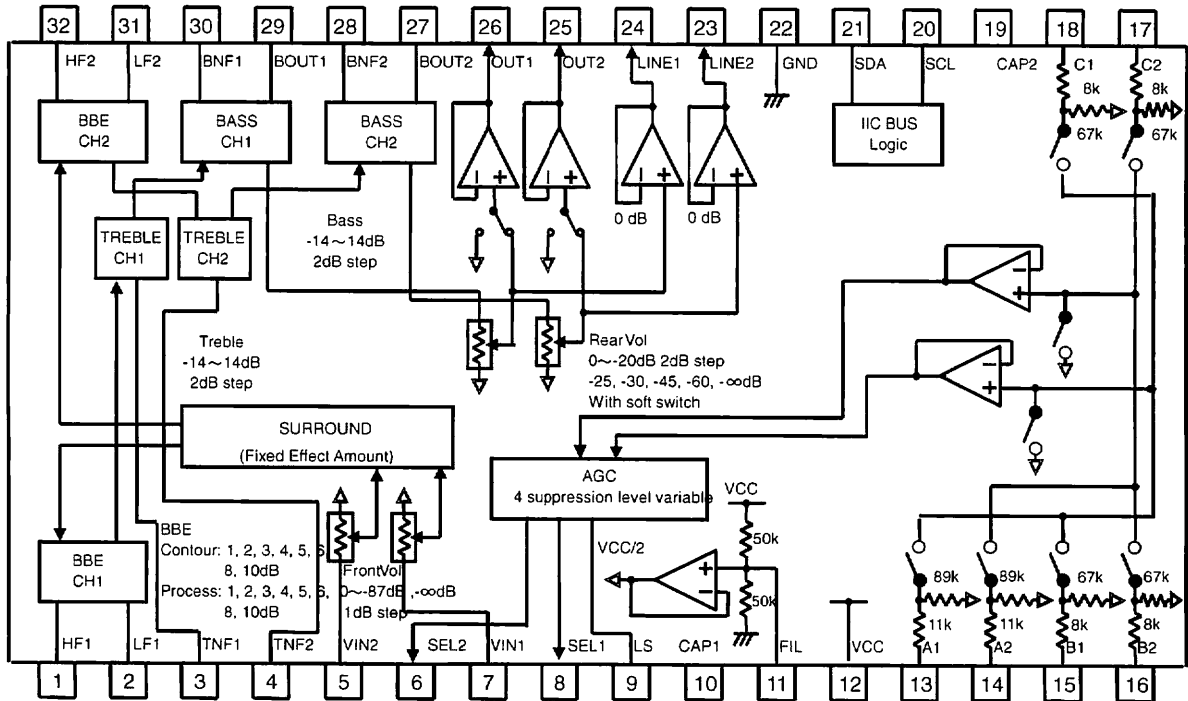 32 31 30 29 28 27 26 25 24 23 22 21 20 19 18 17
HF2 LF2 BNF1 BOUT1 BNF2 BOUT2 OUT1 OUT2 LINE1 LINE2 GND SDA SCL CAP2 C1 C2
8k 8k
BBE
CH2
BASS
CH1
BASS
CH2
IIC BUS
Logic
67k 67k
0 dB 0 dB
TREBLE
CH1
TREBLE
CH2
Bass
-14~14dB
2dB step
Treble
-14~14dB
2dB step
Rear Vol
0~-20dB 2dB step
-25, -30, -45, -60, -∞dB
With soft switch
SURROUND
(Fixed Effect Amount)
AGC
4 suppression level variable
VCC
50k
VCC/2
50k
BBE
CH1
BBE
Contour: 1, 2, 3, 4, 5, 6,
8, 10dB
Process: 1, 2, 3, 4, 5, 6,
8, 10dB
FrontVol
0~-87dB, -∞dB
1dB step
89k 89k 67k 67k
11k 11k 8k 8k
HF1 LF1 TNF1 TNF2 VIN2 SEL2 VIN1 SEL1 LS CAP1 FIL VCC A1 A2 B1 B2
1 2 3 4 5 6 7 8 9 10 11 12 13 14 15 16